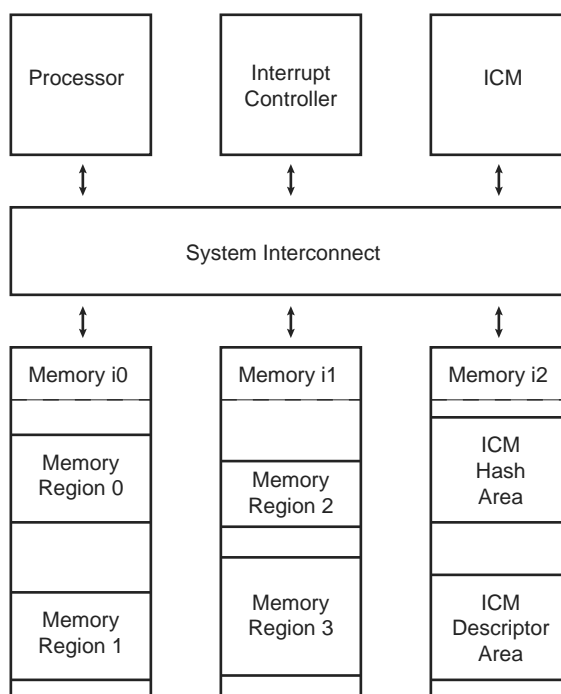 Processor
Interrupt
Controller
ICM
System Interconnect
Memory i0
Memory i1
Memory i2
Memory
Region 0
Memory
Region 1
Memory
Region 2
Memory
Region 3
ICM
Hash
Area
ICM
Descriptor
Area